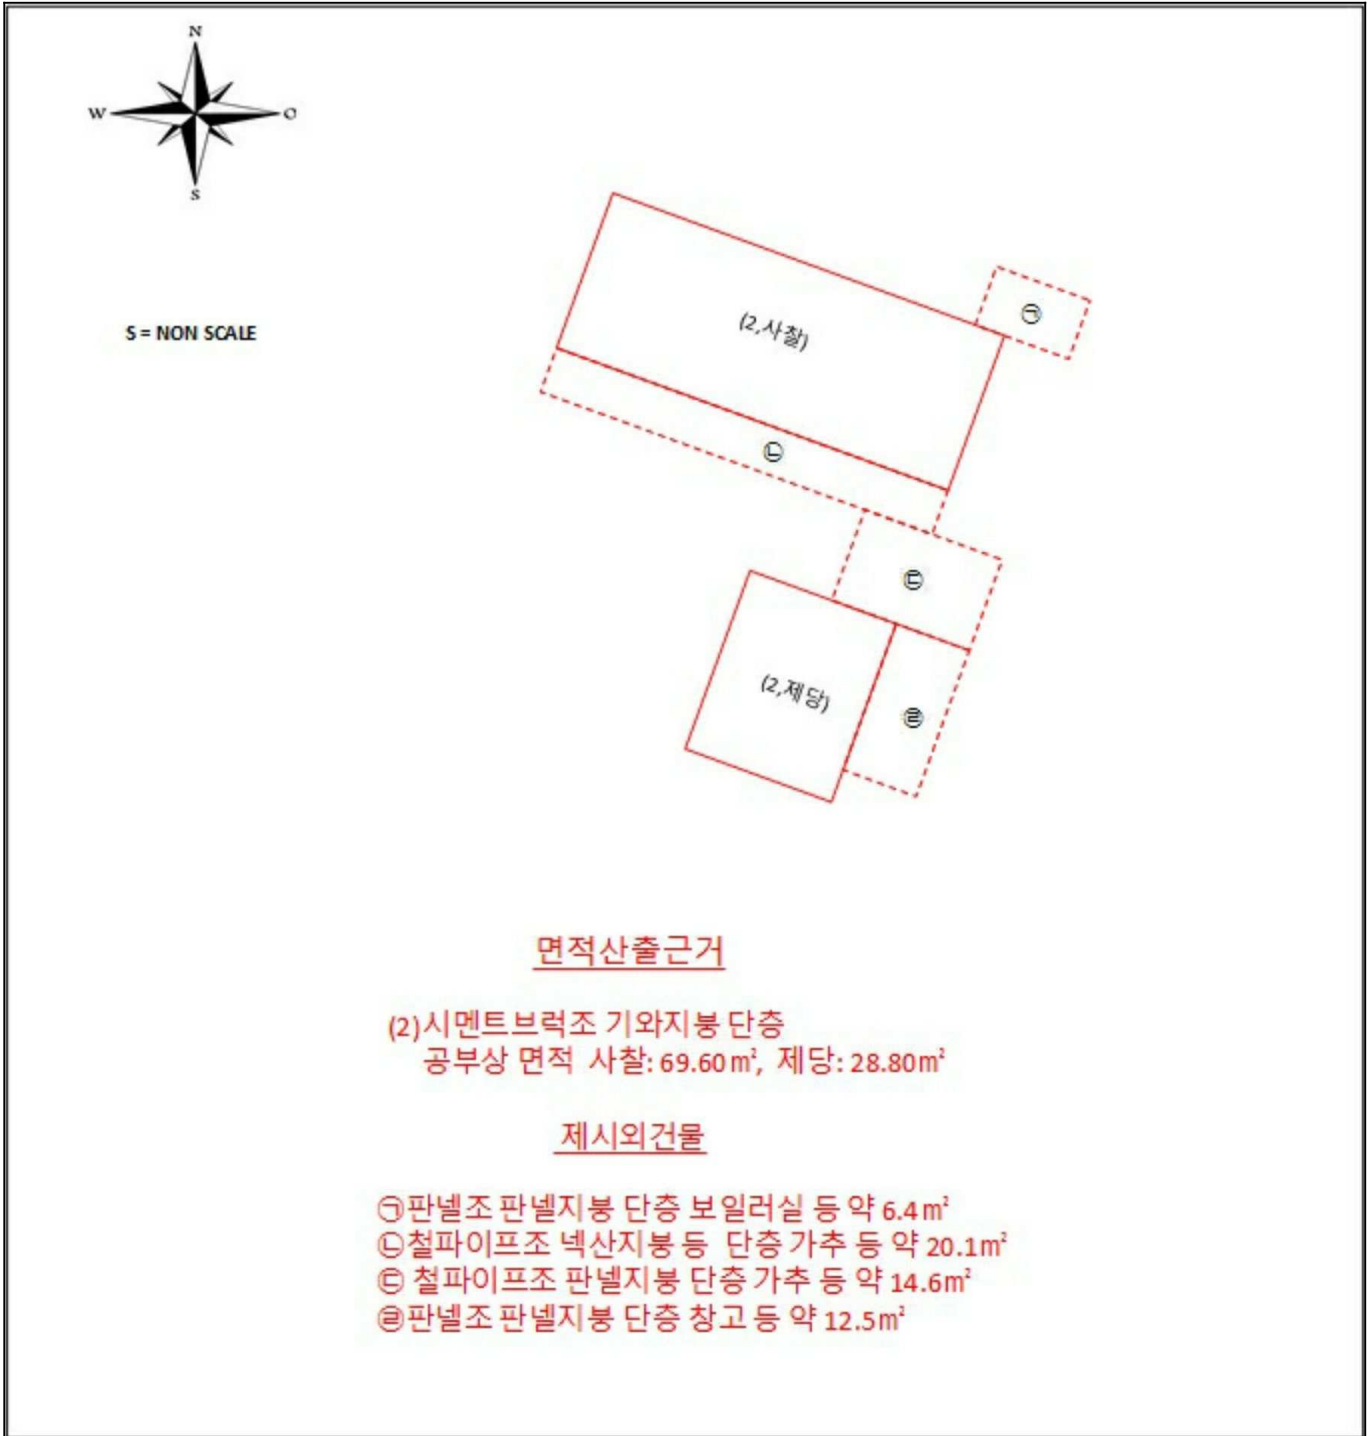 N
W O
S
S = NON SCALE
㉠
(2,사찰)
㉡
㉢
(2,제당)
㉣
면적산출근거
(2)시멘트브럭조 기와지붕 단층
공부상 면적 사찰: 69.60㎡, 제당: 28.80㎡
제시외건물
㉠판넬조 판넬지붕 단층 보일러실 등 약 6.4㎡
㉡철파이프조 넥산지붕 등 단층 가추 등 약 20.1㎡
㉢ 철파이프조 판넬지붕 단층 가추 등 약 14.6㎡
㉣판넬조 판넬지붕 단층 창고 등 약 12.5㎡